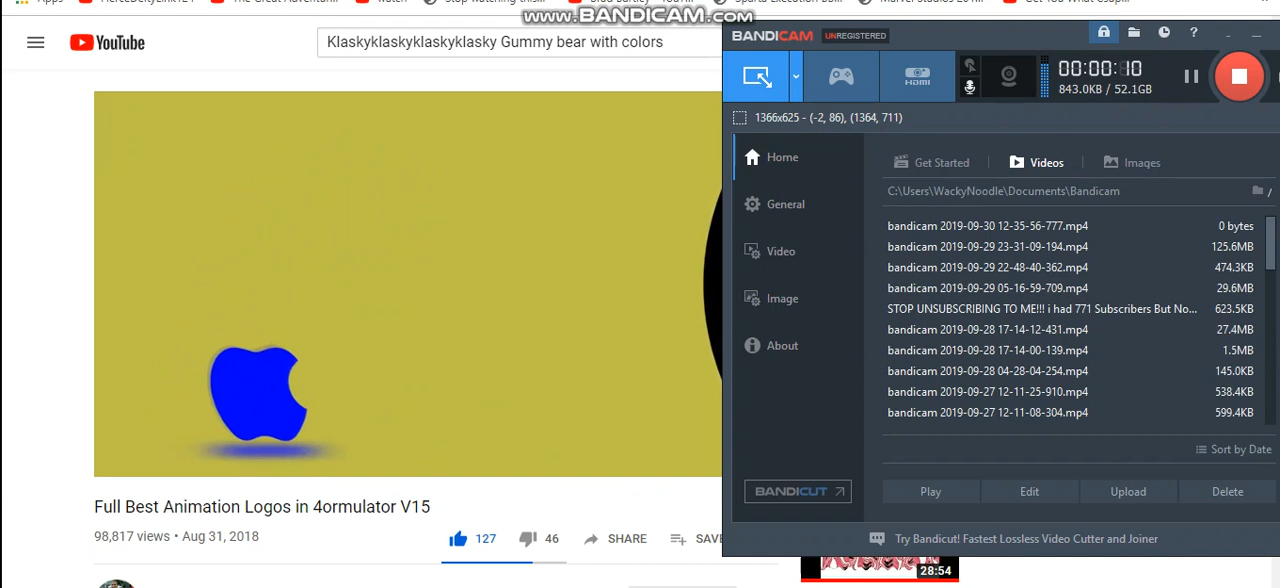 Apps
watch
Stop watching this...
www.BANDICAM.com
YouTube
Klaskyklaskyklaskyklasky Gummy bear with colors
BANDICAM UNREGISTERED
?
HDMI
00:00:10
843.0KB / 52.1GB
1366x625 - (-2, 86), (1364, 711)
Home
General
Video
Image
About
BANDICUT
Get Started
Videos
Images
C:\Users\WackyNoodle\Documents\Bandicam
bandicam 2019-09-30 12-35-56-777.mp4 0 bytes
bandicam 2019-09-29 23-31-09-194.mp4 125.6MB
bandicam 2019-09-29 22-48-40-362.mp4 474.3KB
bandicam 2019-09-29 05-16-59-709.mp4 29.6MB
STOP UNSUBSCRIBING TO ME!!! i had 771 Subscribers But No... 623.5KB
bandicam 2019-09-28 17-14-12-431.mp4 27.4MB
bandicam 2019-09-28 17-14-00-139.mp4 1.5MB
bandicam 2019-09-28 04-28-04-254.mp4 145.0KB
bandicam 2019-09-27 12-11-25-910.mp4 538.4KB
bandicam 2019-09-27 12-11-08-304.mp4 599.4KB
Sort by Date
Play Edit Upload Delete
Try Bandicut! Fastest Lossless Video Cutter and Joiner
Full Best Animation Logos in 4ormulator V15
98,817 views • Aug 31, 2018
127 46 SHARE SAVE
28:54